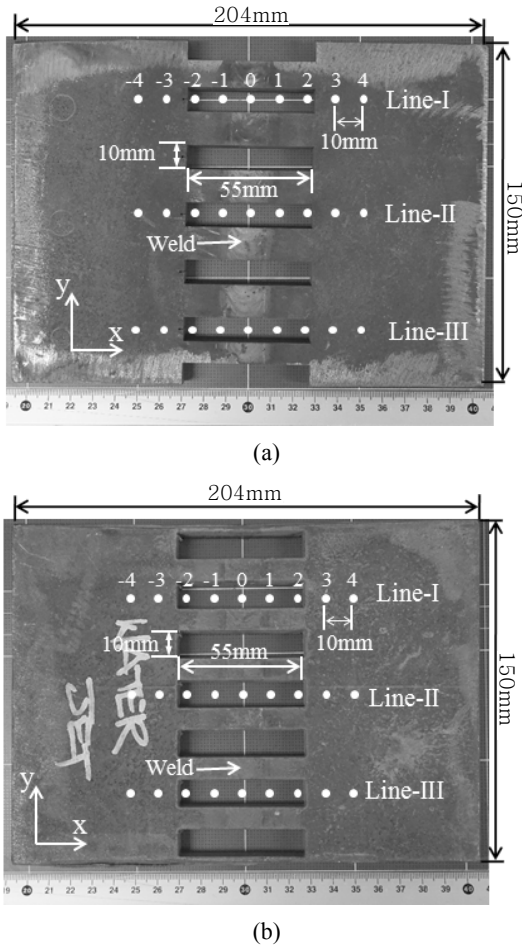 204mm
-4 -3 -2 -1 0 1 2 3 4
Line-I
10mm
10mm
55mm
150mm
Line-II
Weld
y
x
Line-III
20 21 22 23 24 25 26 27 28 29 30 31 32 33 34 35 36 37 38 39 40
(a)
204mm
-4 -3 -2 -1 0 1 2 3 4
Line-I
10mm
10mm
55mm
150mm
WATER
JET
Line-II
Weld
y
x
Line-III
20 21 22 23 24 25 26 27 28 29 30 31 32 33 34 35 36 37 38 39 40
(b)